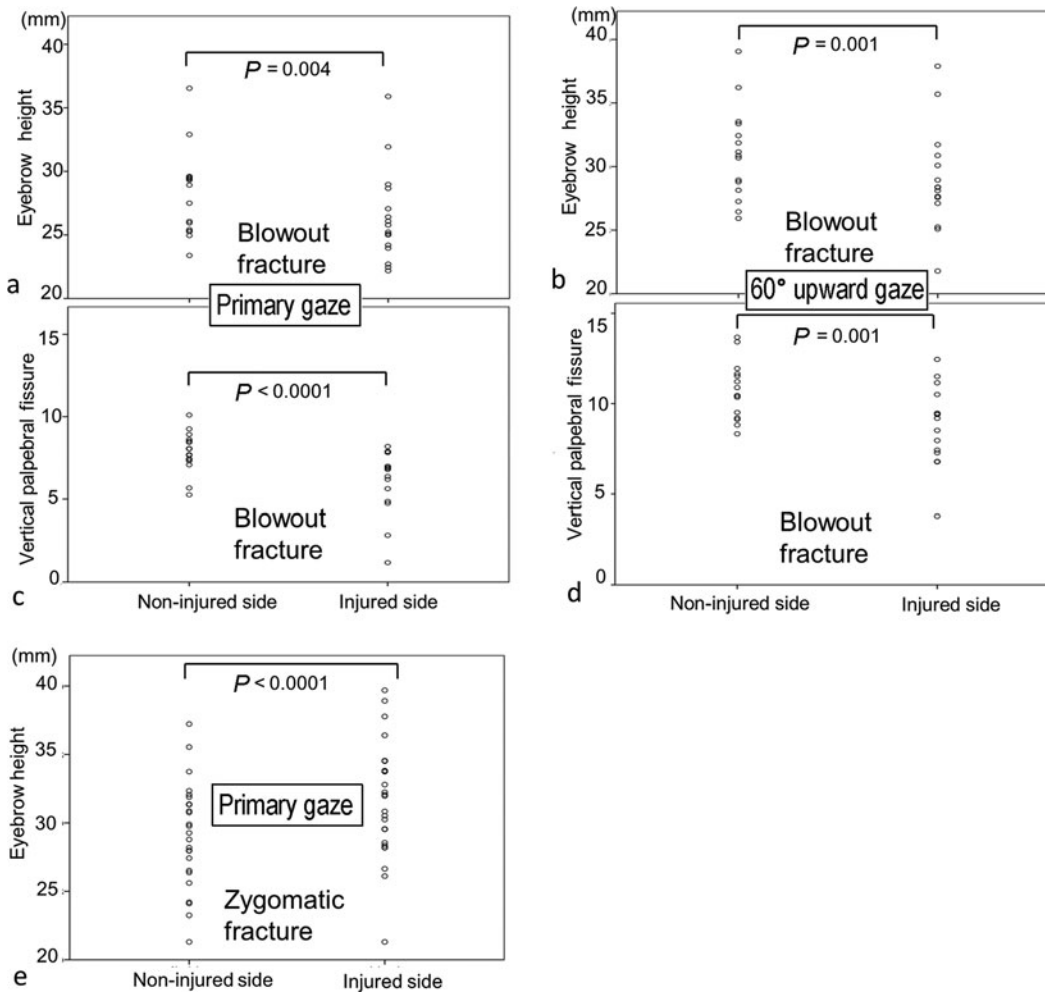 (mm)
40
35
30
25
20
Eyebrow height
P = 0.004
Blowout
fracture
a
Primary gaze
40
35
30
25
20
Eyebrow height
P = 0.001
Blowout
fracture
b
60° upward gaze
15
10
5
0
Vertical palpebral fissure
P < 0.0001
Blowout
fracture
c
Non-injured side
Injured side
15
10
5
0
Vertical palpebral fissure
P = 0.001
Blowout
fracture
d
Non-injured side
Injured side
(mm)
40
35
30
25
20
Eyebrow height
P < 0.0001
Primary gaze
Zygomatic
fracture
e
Non-injured side
Injured side